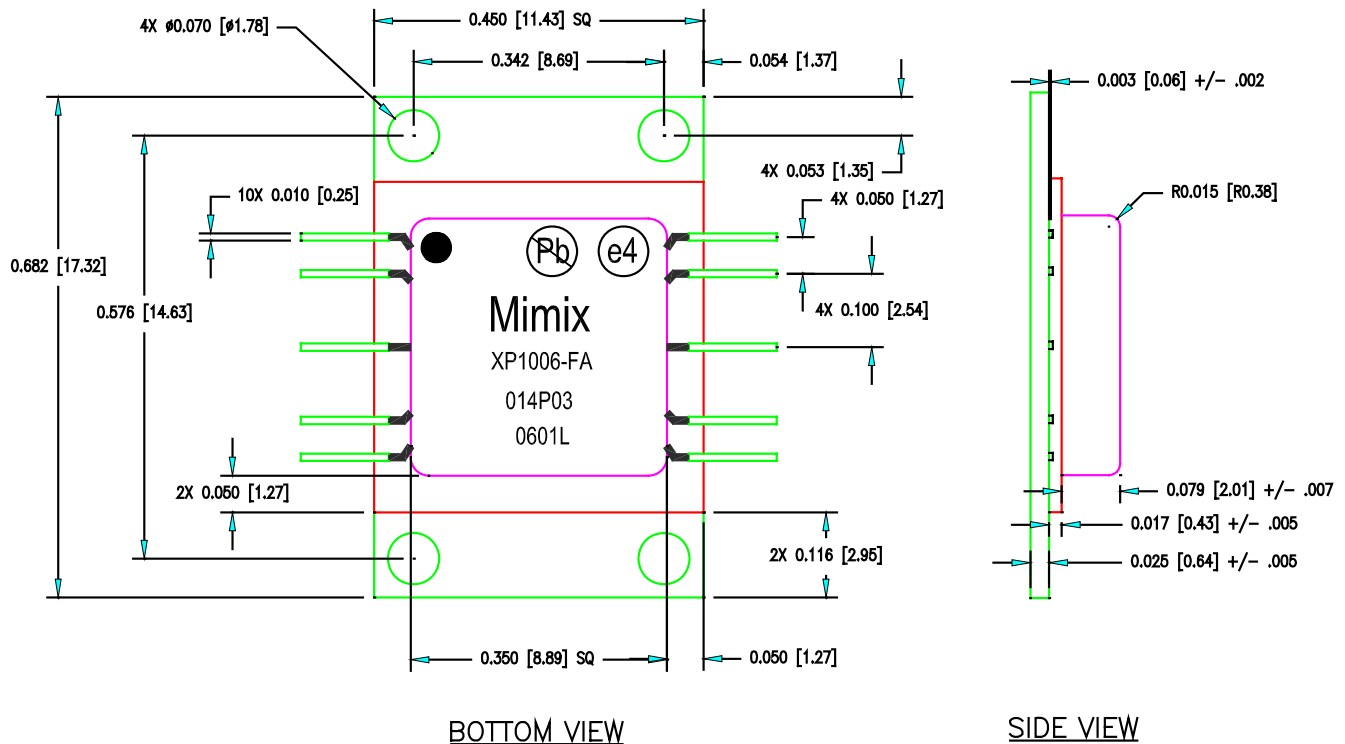 0.450 [11.43] SQ
4X ø0.070 [ø1.78]
0.342 [8.69]
0.054 [1.37]
4X 0.053 [1.35]
10X 0.010 [0.25]
4X 0.050 [1.27]
0.682 [17.32]
0.576 [14.63]
4X 0.100 [2.54]
Pb
e4
Mimix
XP1006-FA
014P03
0601L
2X 0.050 [1.27]
2X 0.116 [2.95]
0.350 [8.89] SQ
0.050 [1.27]
BOTTOM VIEW
0.003 [0.06] +/- .002
R0.015 [R0.38]
0.079 [2.01] +/- .007
0.017 [0.43] +/- .005
0.025 [0.64] +/- .005
SIDE VIEW